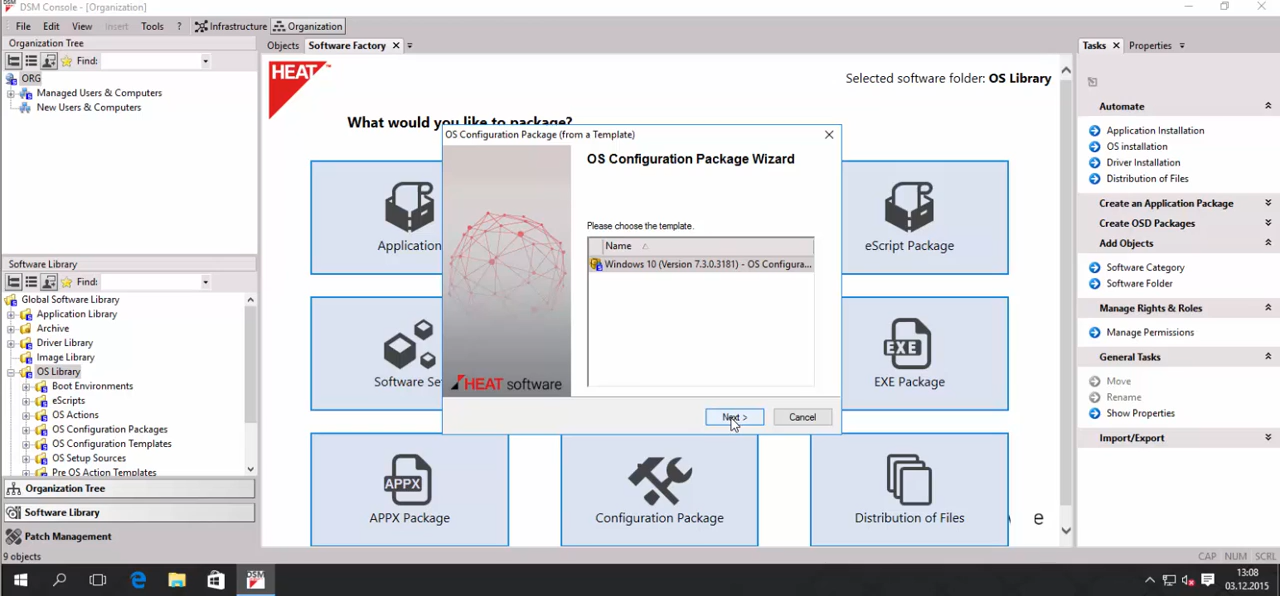 DSM Console - [Organization]
File Edit View Insert Tools ? Infrastructure Organization
Organization Tree
Find:
ORG
Managed Users & Computers
New Users & Computers
Software Library
Find:
Global Software Library
Application Library
Archive
Driver Library
Image Library
OS Library
Boot Environments
eScripts
OS Actions
OS Configuration Packages
OS Configuration Templates
OS Setup Sources
Pre OS Action Templates
Organization Tree
Software Library
Patch Management
9 objects
Objects Software Factory
HEAT
Selected software folder: OS Library
What would you like to package?
Application
eScript Package
Software Se
EXE
EXE Package
APPX
APPX Package
Configuration Package
Distribution of Files
e
OS Configuration Package (from a Template)
OS Configuration Package Wizard
Please choose the template.
Name
Windows 10 (Version 7.3.0.3181) - OS Configura...
HEAT software
Next >
Cancel
Tasks Properties
Automate
Application Installation
OS installation
Driver Installation
Distribution of Files
Create an Application Package
Create OSD Packages
Add Objects
Software Category
Software Folder
Manage Rights & Roles
Manage Permissions
General Tasks
Move
Rename
Show Properties
Import/Export
CAP NUM SCRL
DSM
13:08
03.12.2015